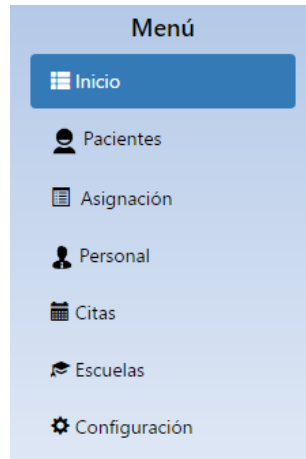 Menú
Inicio
Pacientes
Asignación
Personal
Citas
Escuelas
Configuración